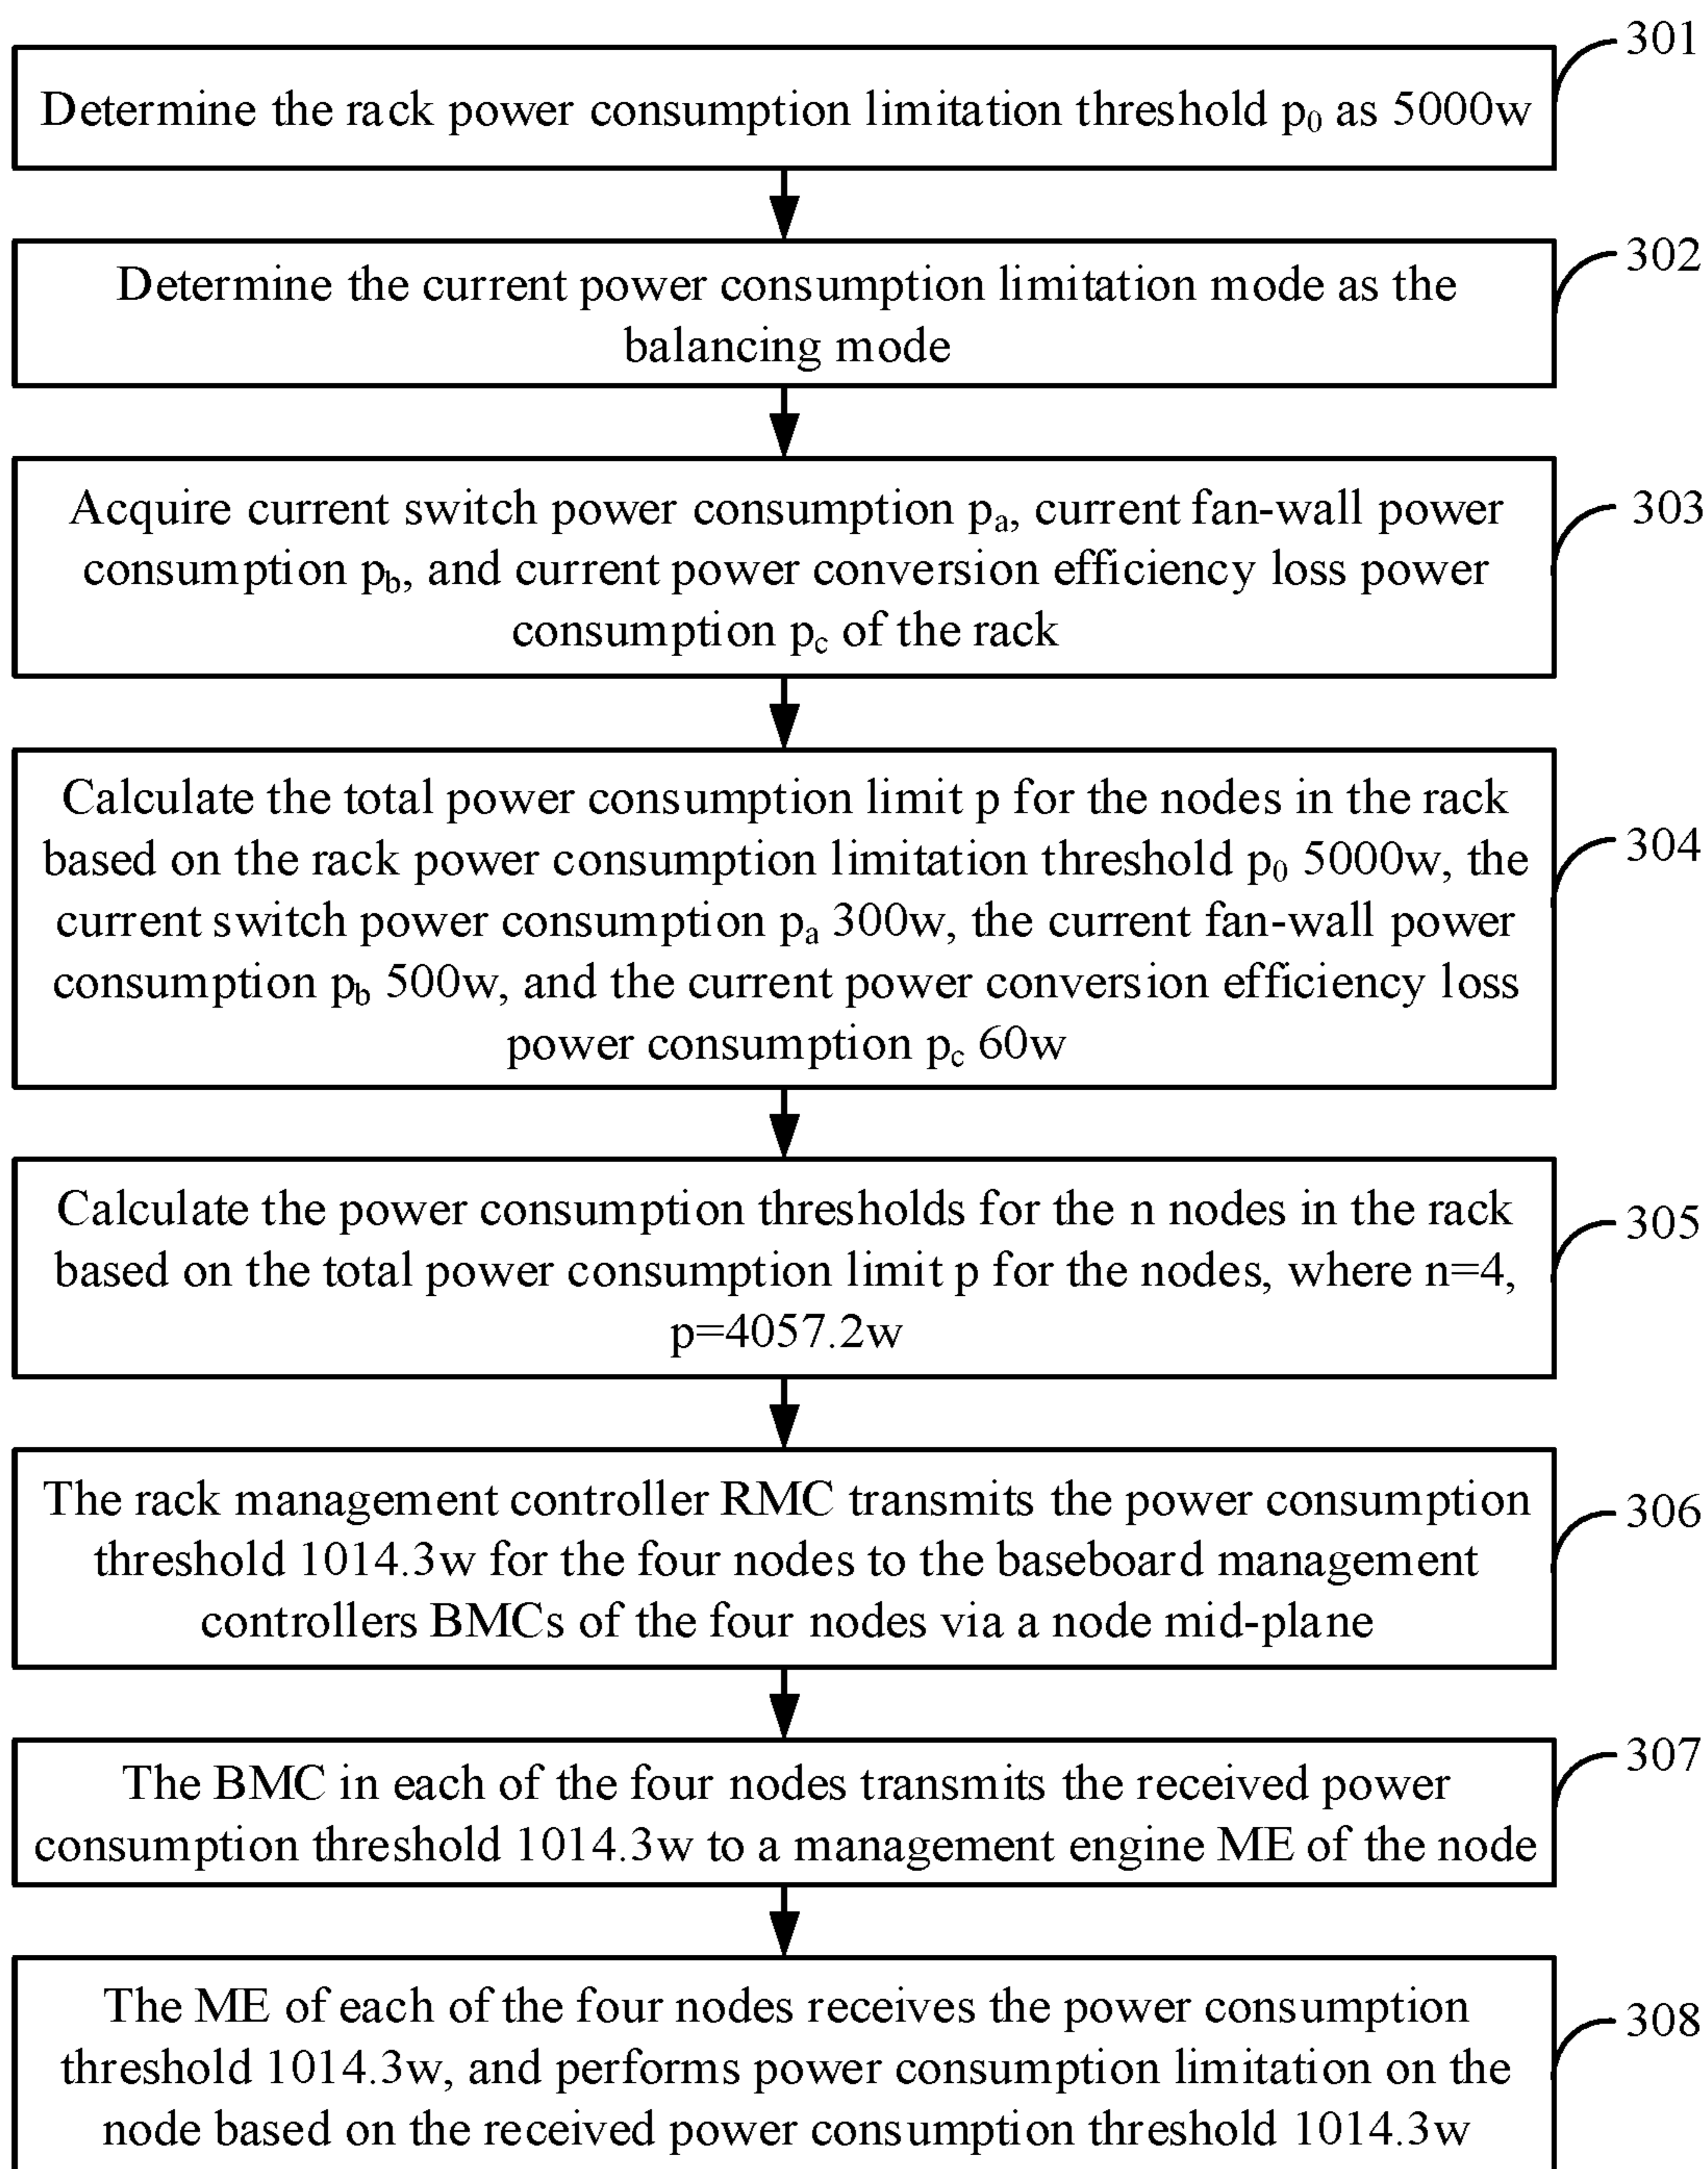 301
Determine the rack power consumption limitation threshold p0 as 5000w
302
Determine the current power consumption limitation mode as the
balancing mode
303
Acquire current switch power consumption pa, current fan-wall power
consumption pb, and current power conversion efficiency loss power
consumption pc of the rack
304
Calculate the total power consumption limit p for the nodes in the rack
based on the rack power consumption limitation threshold p0 5000w, the
current switch power consumption pa 300w, the current fan-wall power
consumption pb 500w, and the current power conversion efficiency loss
power consumption pc 60w
305
Calculate the power consumption thresholds for the n nodes in the rack
based on the total power consumption limit p for the nodes, where n=4,
p=4057.2w
306
The rack management controller RMC transmits the power consumption
threshold 1014.3w for the four nodes to the baseboard management
controllers BMCs of the four nodes via a node mid-plane
307
The BMC in each of the four nodes transmits the received power
consumption threshold 1014.3w to a management engine ME of the node
308
The ME of each of the four nodes receives the power consumption
threshold 1014.3w, and performs power consumption limitation on the
node based on the received power consumption threshold 1014.3w